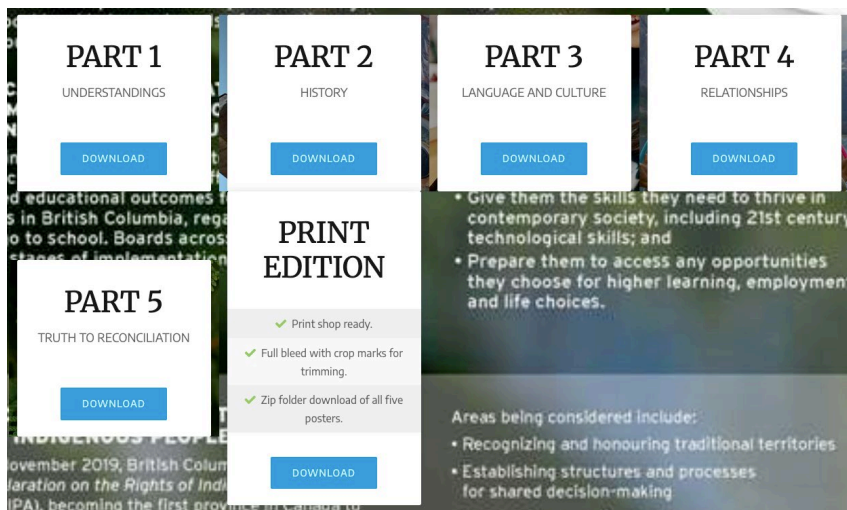 PART 1
UNDERSTANDINGS
DOWNLOAD
PART 2
HISTORY
DOWNLOAD
PART 3
LANGUAGE AND CULTURE
DOWNLOAD
PART 4
RELATIONSHIPS
DOWNLOAD
d educational outcomes f
s in British Columbia, rega
o to school. Boards acros
stages of implementation
PART 5
TRUTH TO RECONCILIATION
DOWNLOAD
PRINT
EDITION
Print shop ready.
Full bleed with crop marks for
trimming.
Zip folder download of all five
posters.
DOWNLOAD
• Give them the skills they need to thrive in
contemporary society, including 21st century
technological skills; and
• Prepare them to access any opportunities
they choose for higher learning, employmen
and life choices.
Areas being considered include:
• Recognizing and honouring traditional territories
• Establishing structures and processes
for shared decision-making
INDIGENOUS PEOPLE
ovember 2019, British Colum
laration on the Rights of Indi
IPA), becoming the first province in Canada to